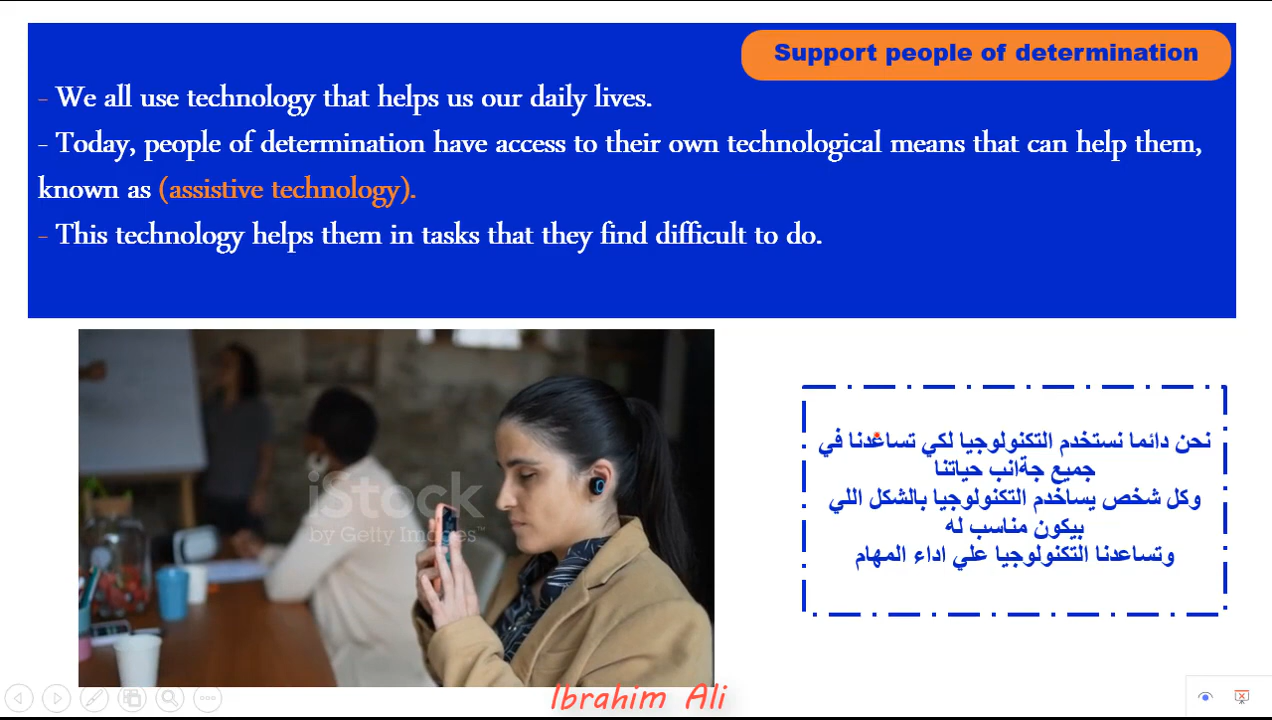 Support people of determination
- We all use technology that helps us our daily lives.
- Today, people of determination have access to their own technological means that can help them,
known as (assistive technology).
- This technology helps them in tasks that they find difficult to do.
iStock
by Getty Images™
نحن دائما نستخدم التكنولوجيا لكي تساعدنا في
جميع جةانب حياتنا
وكل شخص يساخدم التكنولوجيا بالشكل اللي
بيكون مناسب له
وتساعدنا التكنولوجيا علي اداء المهام
Ibrahim Ali